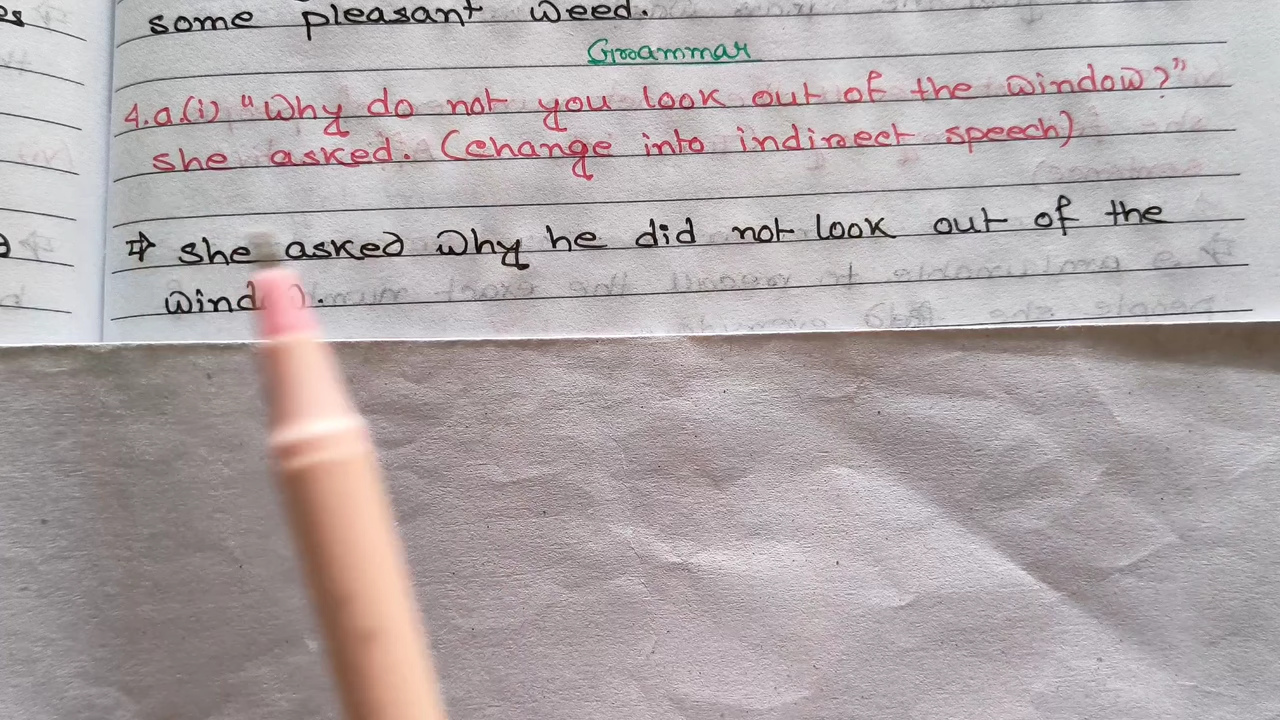 es
some pleasant weed.
Grammar
4.a.(i) "Why do not you look out of the window?"
she asked. (change into indirect speech)
⇒ she asked why he did not look out of the